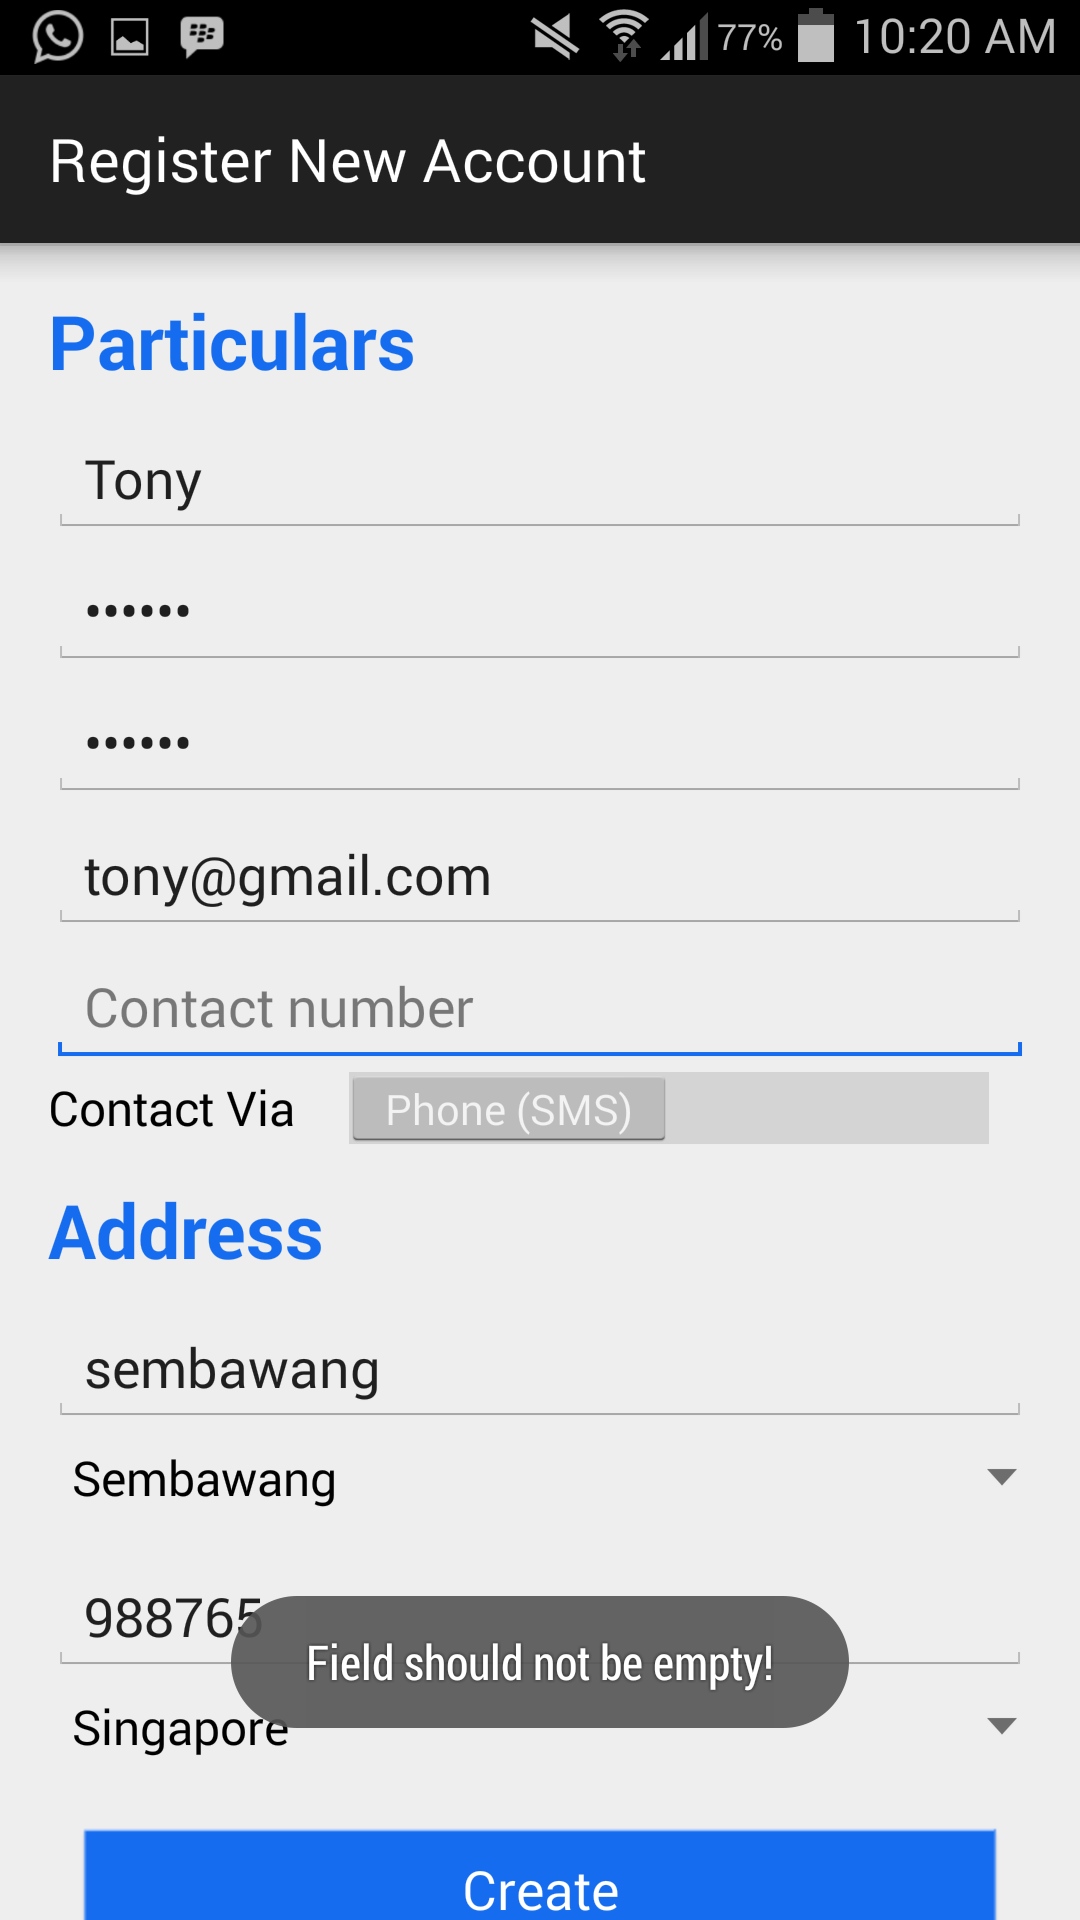 77% 10:20 AM
Register New Account
Particulars
Tony
••••••
••••••
tony@gmail.com
Contact number
Contact Via Phone (SMS)
Address
sembawang
Sembawang
988765
Field should not be empty!
Singapore
Create